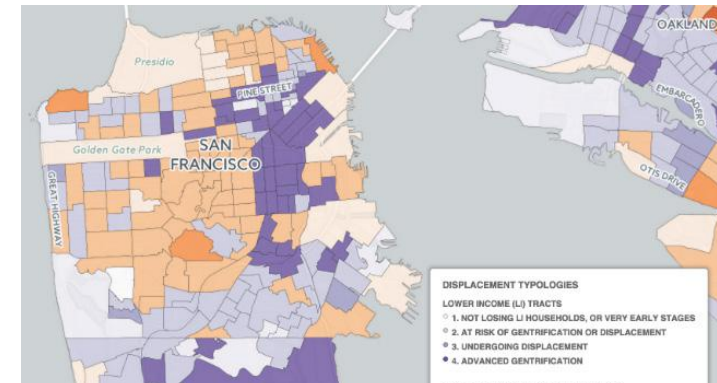 OAKLAND
Presidio
PINE STREET
EMBARCADERO
Golden Gate Park
SAN
FRANCISCO
GREAT HIGHWAY
OTIS DRIVE
DISPLACEMENT TYPOLOGIES
LOWER INCOME (LI) TRACTS
1. NOT LOSING LI HOUSEHOLDS, OR VERY EARLY STAGES
2. AT RISK OF GENTRIFICATION OR DISPLACEMENT
3. UNDERGOING DISPLACEMENT
4. ADVANCED GENTRIFICATION